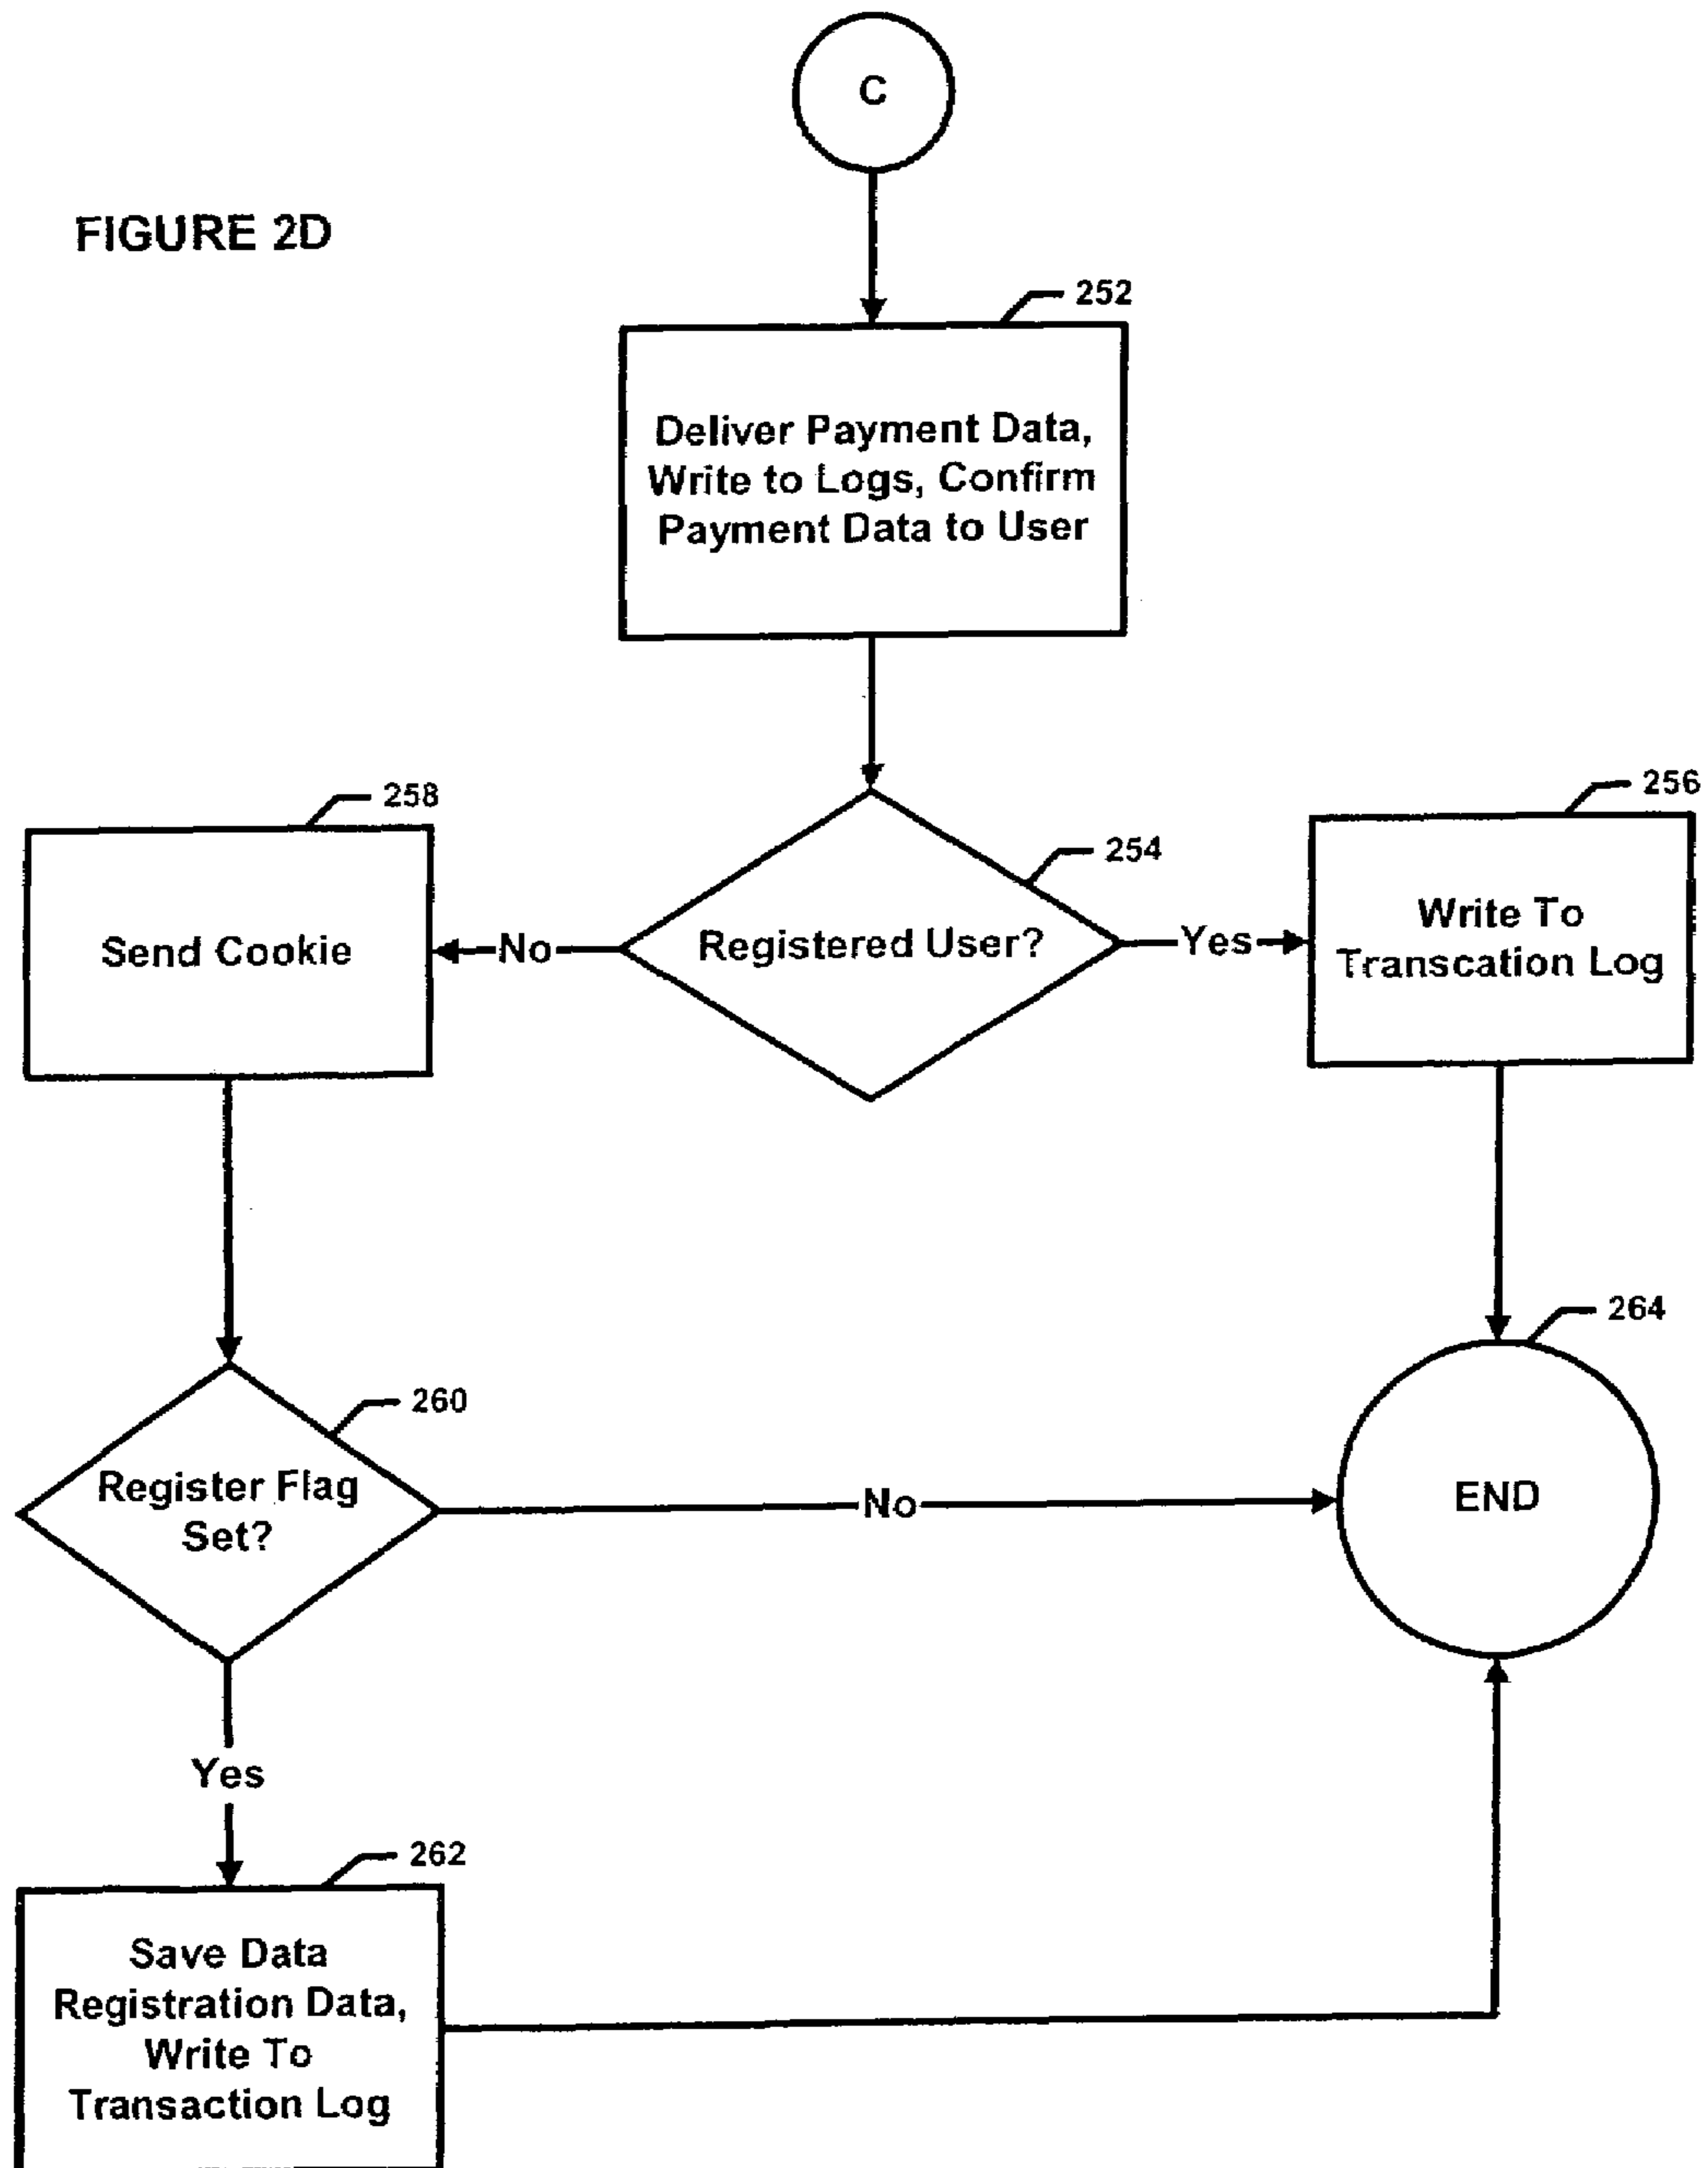 C
FIGURE 2D
252
Deliver Payment Data,
Write to Logs, Confirm
Payment Data to User
258
256
254
Send Cookie
No
Registered User?
Yes
Write To
Transcation Log
264
260
Register Flag
Set?
No
END
Yes
262
Save Data
Registration Data,
Write To
Transaction Log